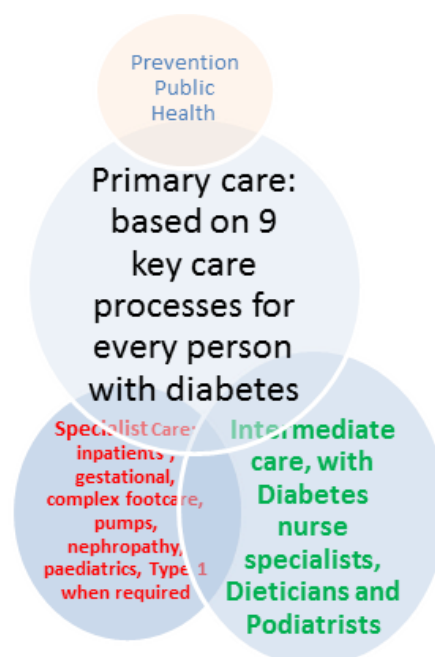 Prevention
Public
Health
Primary care:
based on 9
key care
processes for
every person
with diabetes
Specialist Care:
inpatients ,
gestational,
complex footcare,
pumps,
nephropathy,
paediatrics, Type 1
when required
Intermediate
care, with
Diabetes
nurse
specialists,
Dieticians and
Podiatrists